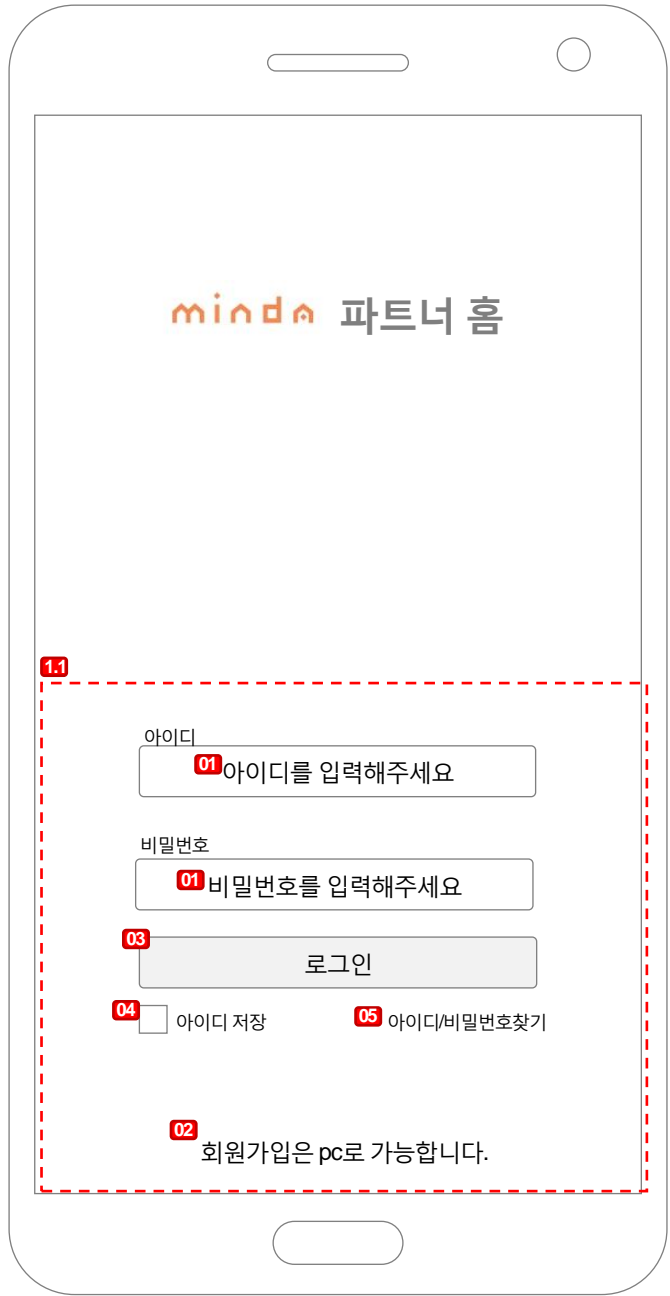 minda 파트너 홈
1.1
아이디
01 아이디를 입력해주세요
비밀번호
01 비밀번호를 입력해주세요
03
로그인
04 아이디 저장 05 아이디/비밀번호찾기
02
회원가입은 pc로 가능합니다.